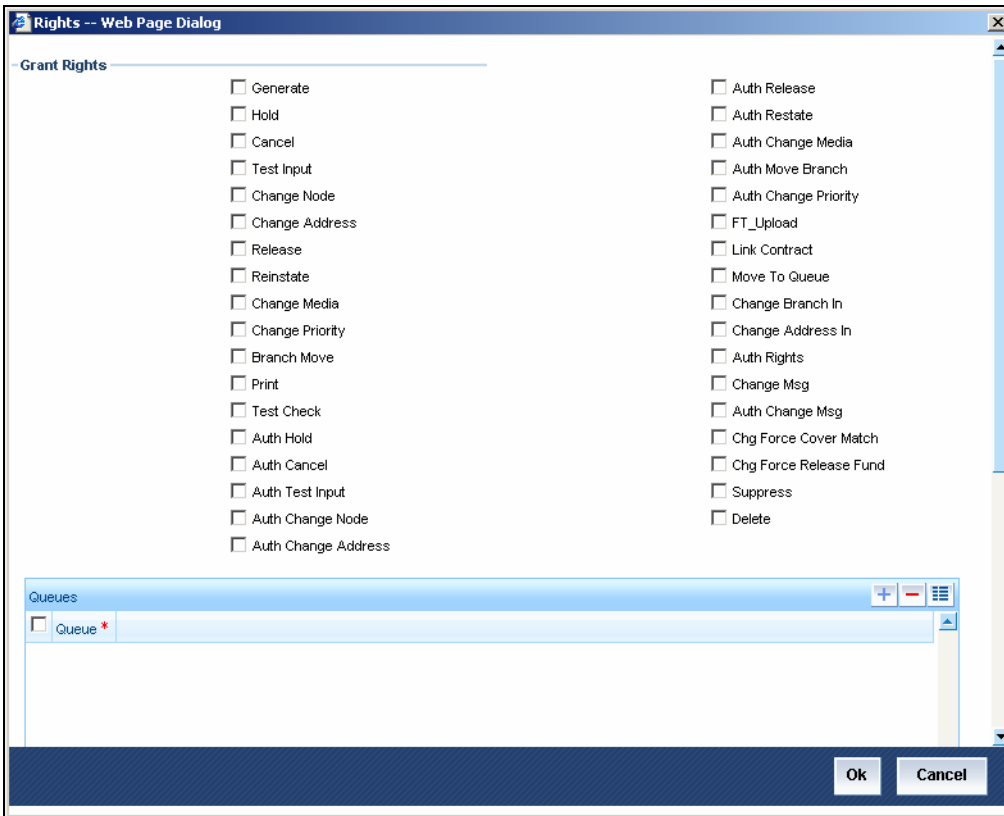 Rights -- Web Page Dialog
Grant Rights
Generate
Hold
Cancel
Test Input
Change Node
Change Address
Release
Reinstate
Change Media
Change Priority
Branch Move
Print
Test Check
Auth Hold
Auth Cancel
Auth Test Input
Auth Change Node
Auth Change Address
Auth Release
Auth Restate
Auth Change Media
Auth Move Branch
Auth Change Priority
FT_Upload
Link Contract
Move To Queue
Change Branch In
Change Address In
Auth Rights
Change Msg
Auth Change Msg
Chg Force Cover Match
Chg Force Release Fund
Suppress
Delete
Queues
Queue *
Ok
Cancel